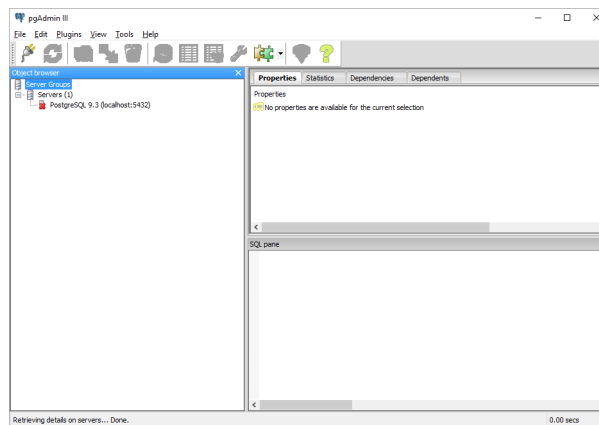 pgAdmin III
File Edit Plugins View Tools Help
Object browser
Server Groups
Servers (1)
PostgreSQL 9.3 (localhost:5432)
Properties Statistics Dependencies Dependents
Properties
No properties are available for the current selection
SQL pane
Retrieving details on servers... Done.
0.00 secs